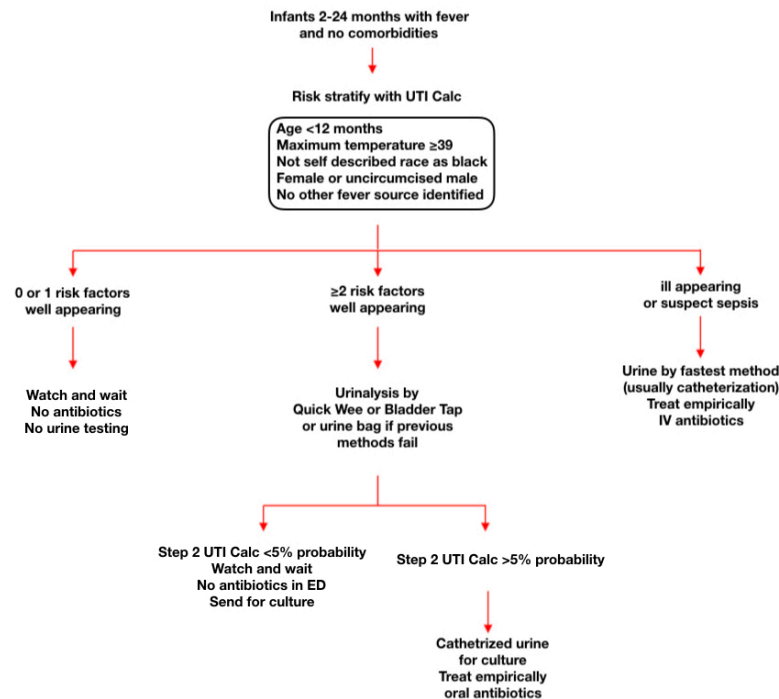 Infants 2-24 months with fever
and no comorbidities
Risk stratify with UTI Calc
Age <12 months
Maximum temperature ≥39
Not self described race as black
Female or uncircumcised male
No other fever source identified
0 or 1 risk factors
well appearing
≥2 risk factors
well appearing
ill appearing
or suspect sepsis
Watch and wait
No antibiotics
No urine testing
Urinalysis by
Quick Wee or Bladder Tap
or urine bag if previous
methods fail
Urine by fastest method
(usually catheterization)
Treat empirically
IV antibiotics
Step 2 UTI Calc <5% probability
Watch and wait
No antibiotics in ED
Send for culture
Step 2 UTI Calc >5% probability
Cathetrized urine
for culture
Treat empirically
oral antibiotics